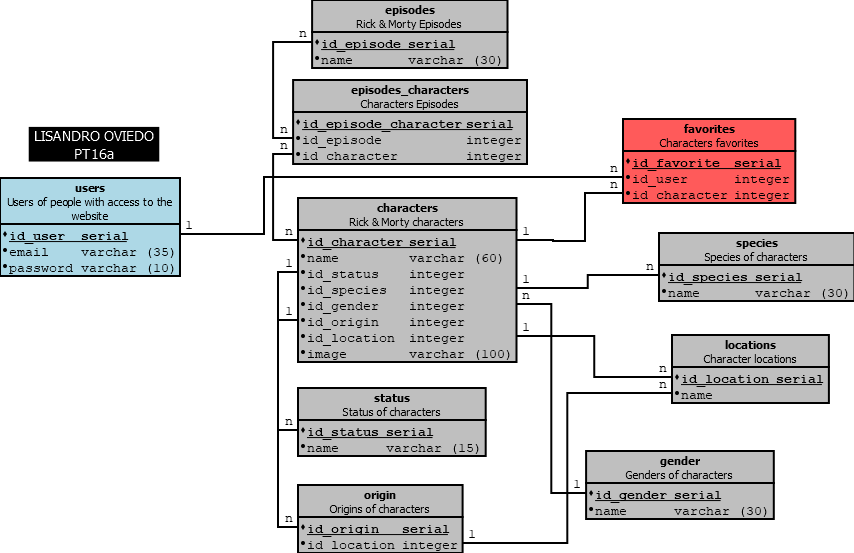 episodes
Rick & Morty Episodes
id_episode serial
name varchar (30)
n
episodes_characters
Characters Episodes
id_episode_character serial
id_episode integer
id_character integer
n
n
LISANDRO OVIEDO
PT16a
favorites
Characters favorites
id_favorite serial
id_user integer
id_character integer
n
n
users
Users of people with access to the
website
id_user serial
email varchar (35)
password varchar (10)
1
characters
Rick & Morty characters
id_character serial
name varchar (60)
id_status integer
id_species integer
id_gender integer
id_origin integer
id_location integer
image varchar (100)
n
1
1
1
1
n
1
species
Species of characters
id_species serial
name varchar (30)
n
locations
Character locations
id_location serial
name
n
n
status
Status of characters
id_status serial
name varchar (15)
n
gender
Genders of characters
id_gender serial
name varchar (30)
1
origin
Origins of characters
id_origin serial
id_location integer
n
1